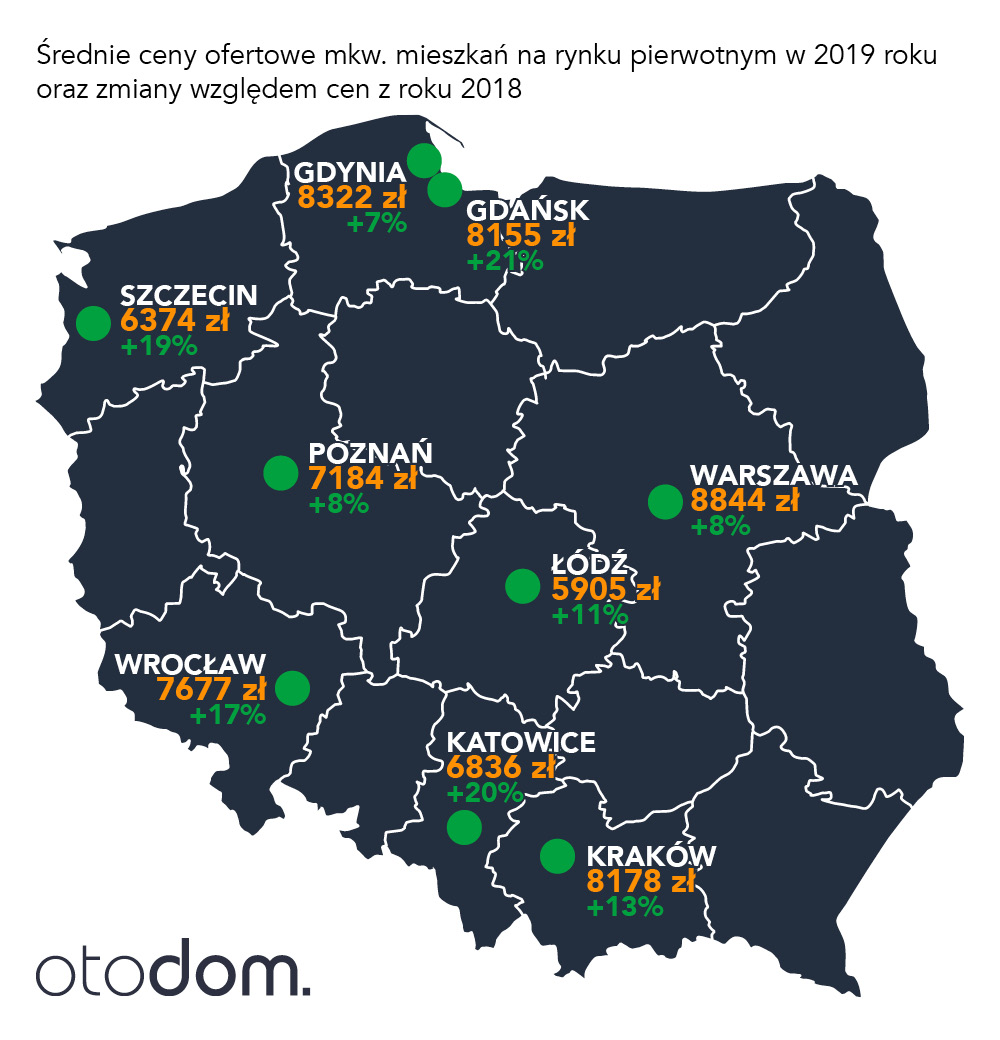 Średnie ceny ofertowe mkw. mieszkań na rynku pierwotnym w 2019 roku
oraz zmiany względem cen z roku 2018
GDYNIA
8322 zł
+7%
GDAŃSK
8155 zł
+21%
SZCZECIN
6374 zł
+19%
POZNAŃ
7184 zł
+8%
WARSZAWA
8844 zł
+8%
ŁÓDŹ
5905 zł
+11%
WROCŁAW
7677 zł
+17%
KATOWICE
6836 zł
+20%
KRAKÓW
8178 zł
+13%
otodom.